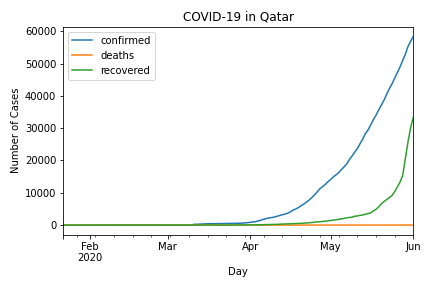 COVID-19 in Qatar
confirmed
deaths
recovered
60000
50000
40000
30000
20000
10000
0
Number of Cases
Feb
2020
Mar
Apr
May
Jun
Day